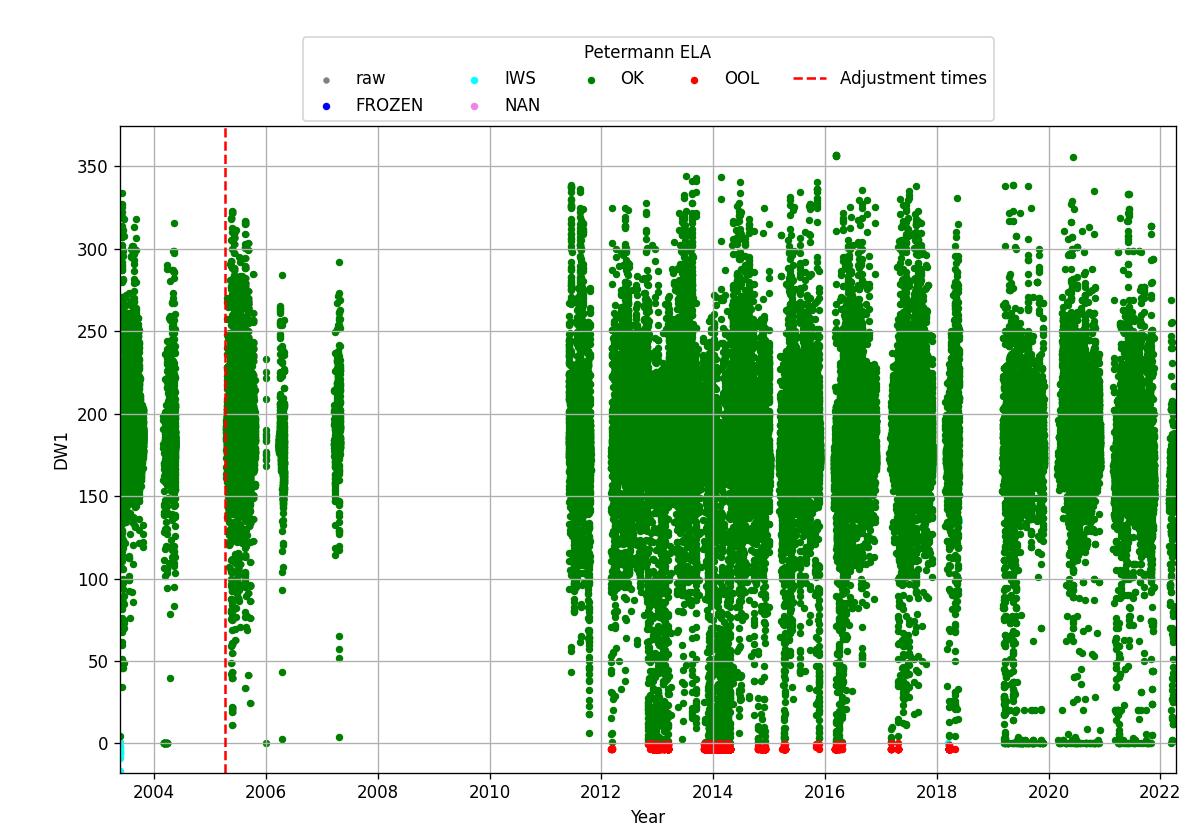 Petermann ELA
raw IWS OK OOL Adjustment times
FROZEN NAN
350
300
250
200
150
100
50
0
DW1
2004 2006 2008 2010 2012 2014 2016 2018 2020 2022
Year